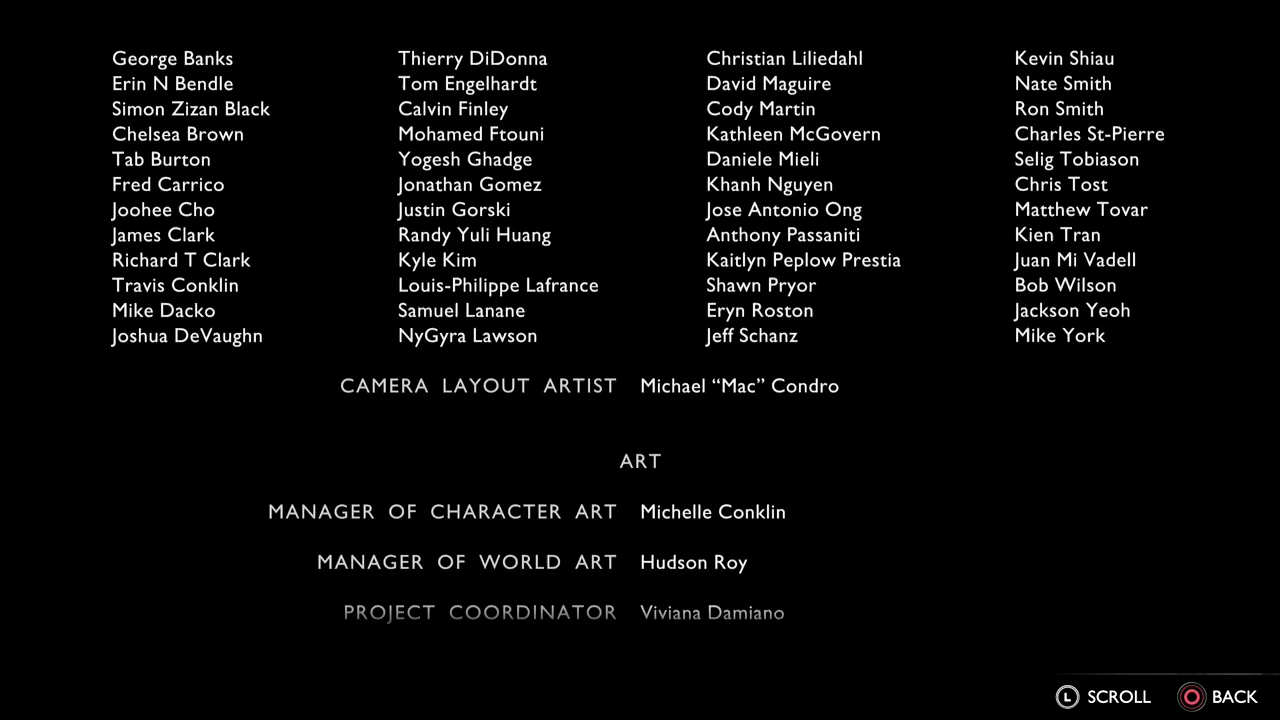 George Banks Thierry DiDonna Christian Liliedahl Kevin Shiau
Erin N Bendle Tom Engelhardt David Maguire Nate Smith
Simon Zizan Black Calvin Finley Cody Martin Ron Smith
Chelsea Brown Mohamed Ftouni Kathleen McGovern Charles St-Pierre
Tab Burton Yogesh Ghadge Daniele Mieli Selig Tobiason
Fred Carrico Jonathan Gomez Khanh Nguyen Chris Tost
Joohee Cho Justin Gorski Jose Antonio Ong Matthew Tovar
James Clark Randy Yuli Huang Anthony Passaniti Kien Tran
Richard T Clark Kyle Kim Kaitlyn Peplow Prestia Juan Mi Vadell
Travis Conklin Louis-Philippe Lafrance Shawn Pryor Bob Wilson
Mike Dacko Samuel Lanane Eryn Roston Jackson Yeoh
Joshua DeVaughn NyGyra Lawson Jeff Schanz Mike York
CAMERA LAYOUT ARTIST Michael “Mac” Condro
ART
MANAGER OF CHARACTER ART Michelle Conklin
MANAGER OF WORLD ART Hudson Roy
PROJECT COORDINATOR Viviana Damiano
L SCROLL BACK